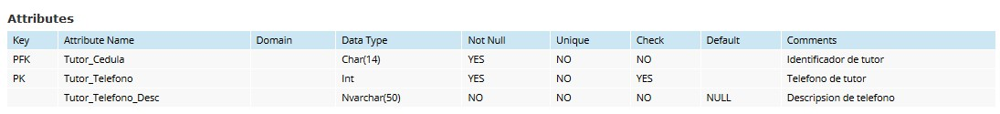 Attributes
Key Attribute Name Domain Data Type Not Null Unique Check Default Comments
PFK Tutor_Cedula Char(14) YES NO NO Identificador de tutor
PK Tutor_Telefono Int YES NO YES Telefono de tutor
Tutor_Telefono_Desc Nvarchar(50) NO NO NO NULL Descripsion de telefono